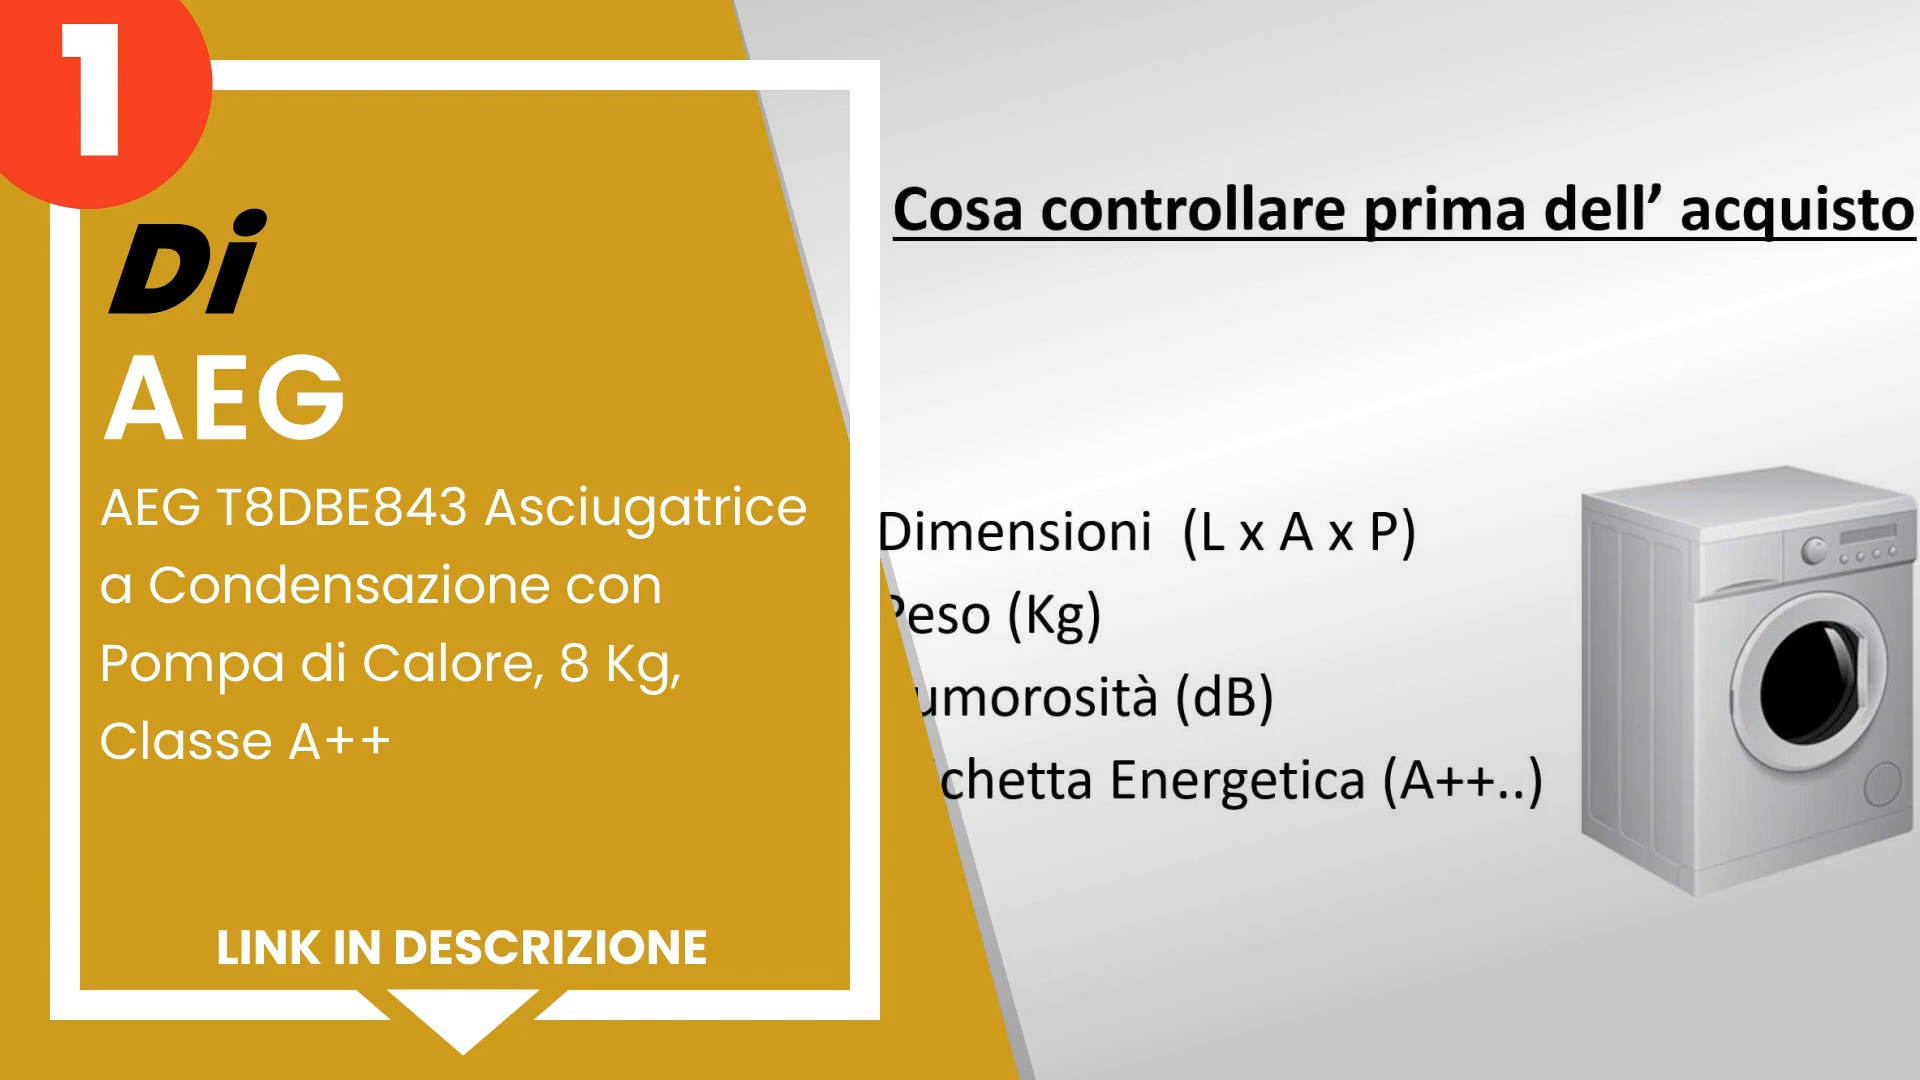 1
Di
AEG
AEG T8DBE843 Asciugatrice
a Condensazione con
Pompa di Calore, 8 Kg,
Classe A++
LINK IN DESCRIZIONE
Cosa controllare prima dell’ acquisto
Dimensioni (L x A x P)
Peso (Kg)
umorosità (dB)
chetta Energetica (A++..)